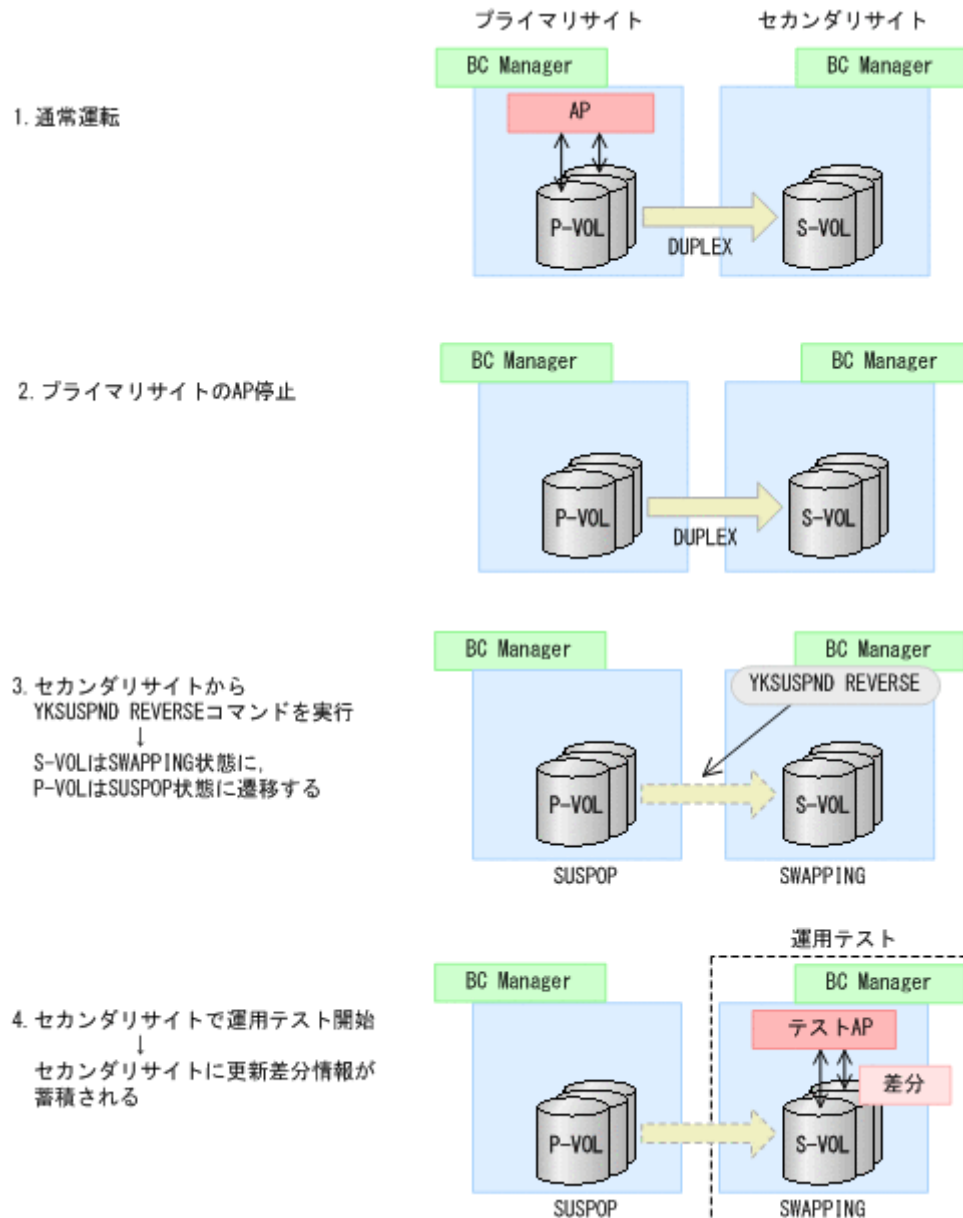 プライマリサイト
セカンダリサイト
BC Manager
BC Manager
1. 通常運転
AP
P-VOL
S-VOL
DUPLEX
BC Manager
BC Manager
2. プライマリサイトのAP停止
P-VOL
S-VOL
DUPLEX
BC Manager
BC Manager
3. セカンダリサイトから
YKSUSPND REVERSEコマンドを実行
↓
S-VOLはSWAPPING状態に,
P-VOLはSUSPOP状態に遷移する
YKSUSPND REVERSE
P-VOL
S-VOL
SUSPOP
SWAPPING
運用テスト
BC Manager
BC Manager
4. セカンダリサイトで運用テスト開始
↓
セカンダリサイトに更新差分情報が
蓄積される
テストAP
差分
P-VOL
S-VOL
SUSPOP
SWAPPING